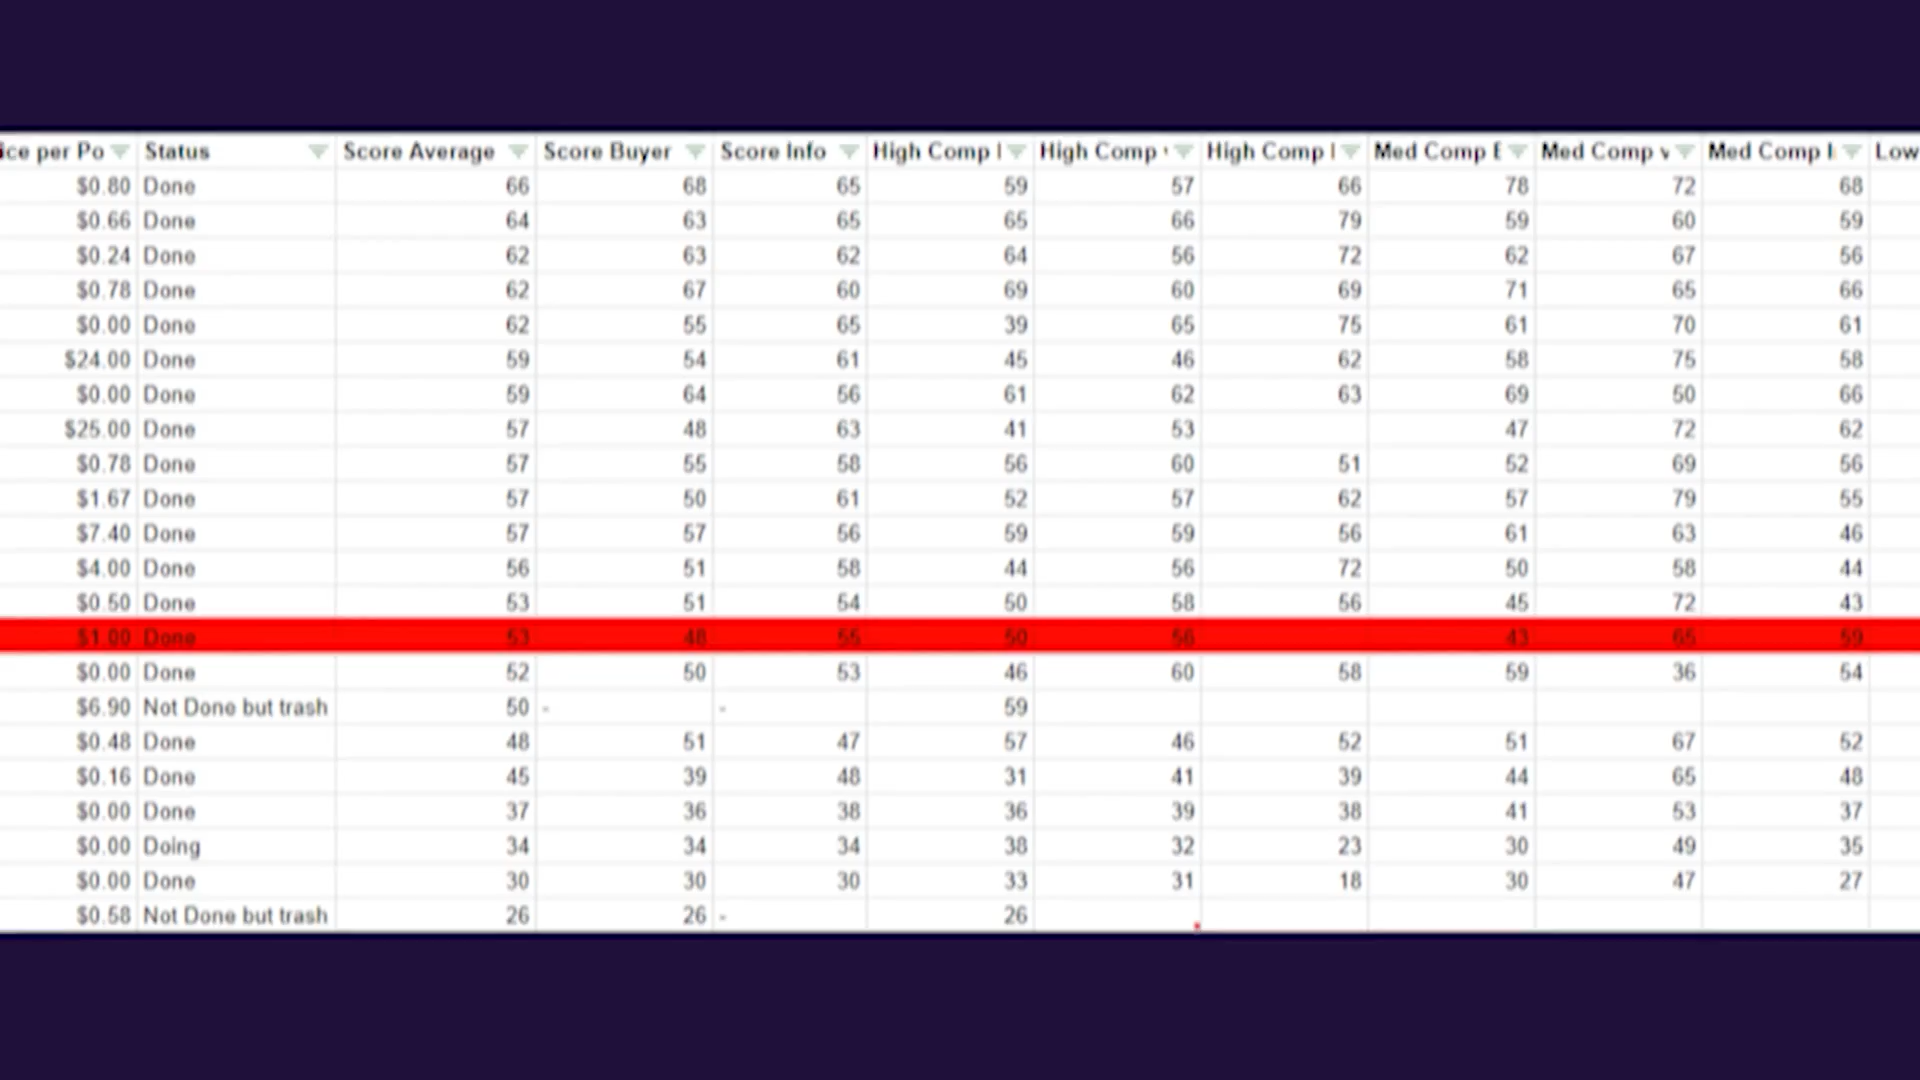 ice per Po Status Score Average Score Buyer Score Info High Comp High Comp High Comp Med Comp Med Comp v Med Comp Low
$0.80 Done 66 68 65 59 57 66 78 72 68
$0.66 Done 64 63 65 65 66 79 59 60 59
$0.24 Done 62 63 62 64 56 72 62 67 56
$0.78 Done 62 67 60 69 60 69 71 65 66
$0.00 Done 62 55 65 39 65 75 61 70 61
$24.00 Done 59 54 61 45 46 62 58 75 58
$0.00 Done 59 64 56 61 62 63 69 50 66
$25.00 Done 57 48 63 41 53 47 72 62
$0.78 Done 57 55 58 56 60 51 52 69 56
$1.67 Done 57 50 61 52 57 62 57 79 55
$7.40 Done 57 57 56 59 59 56 61 63 46
$4.00 Done 56 51 58 44 56 72 50 58 44
$0.50 Done 53 51 54 50 58 56 45 72 43
$1.00 Done 53 48 55 50 56 43 65 59
$0.00 Done 52 50 53 46 60 58 59 36 54
$6.90 Not Done but trash 50 - - 59
$0.48 Done 48 51 47 57 46 52 51 67 52
$0.16 Done 45 39 48 31 41 39 44 65 48
$0.00 Done 37 36 38 36 39 38 41 53 37
$0.00 Doing 34 34 34 38 32 23 30 49 35
$0.00 Done 30 30 30 33 31 18 30 47 27
$0.58 Not Done but trash 26 26 - 26